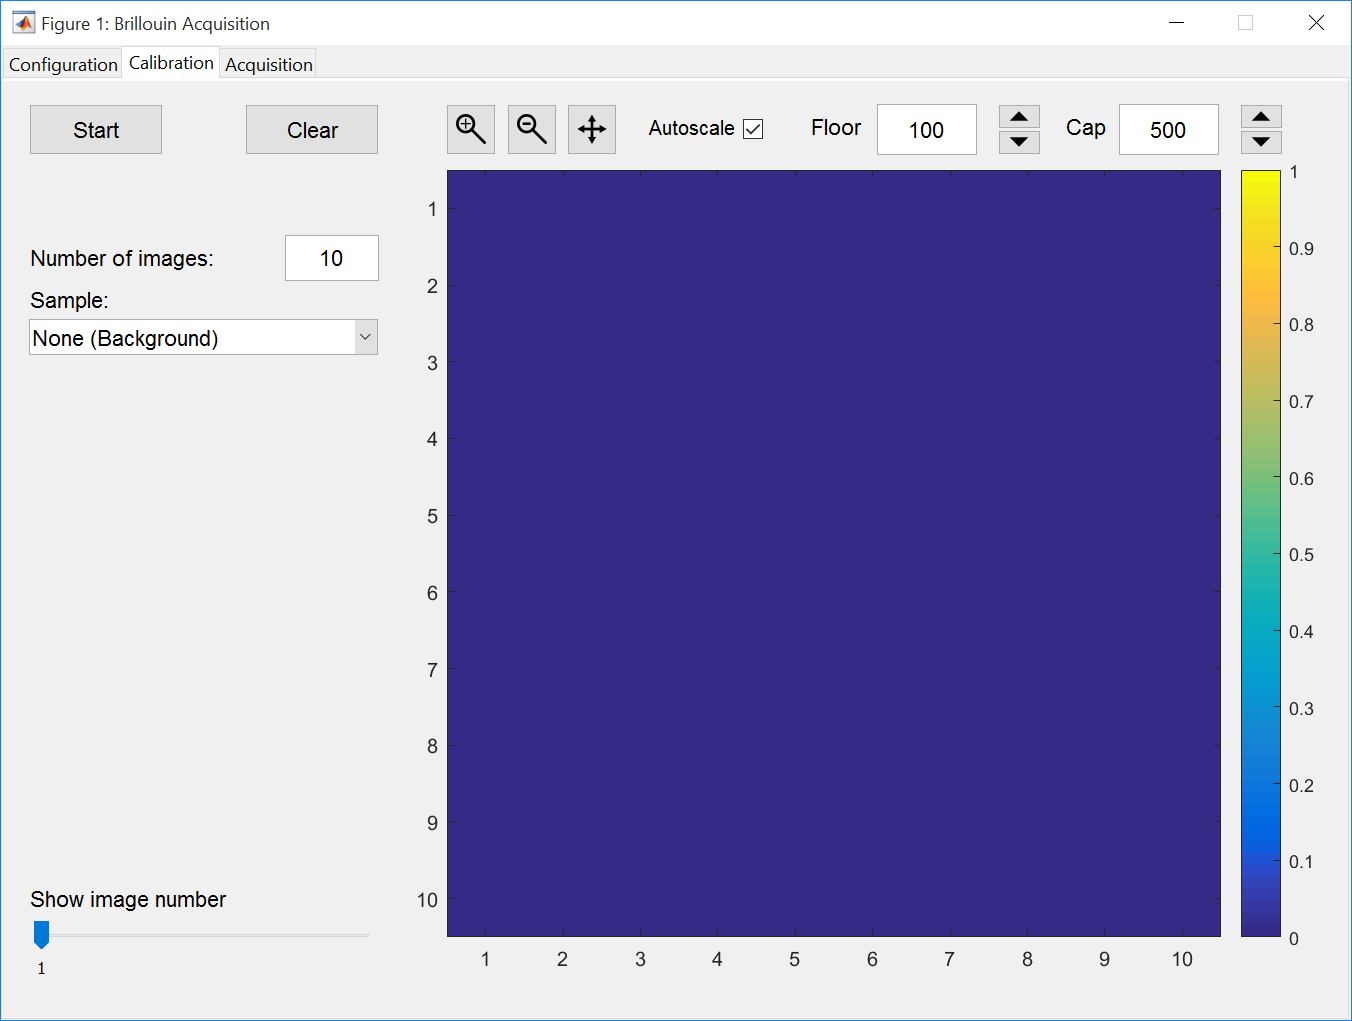 Figure 1: Brillouin Acquisition
Configuration Calibration Acquisition
Start Clear Autoscale Floor 100 Cap 500
Number of images: 10
Sample:
None (Background)
Show image number
1
1
2
3
4
5
6
7
8
9
10
1 2 3 4 5 6 7 8 9 10
1
0.9
0.8
0.7
0.6
0.5
0.4
0.3
0.2
0.1
0